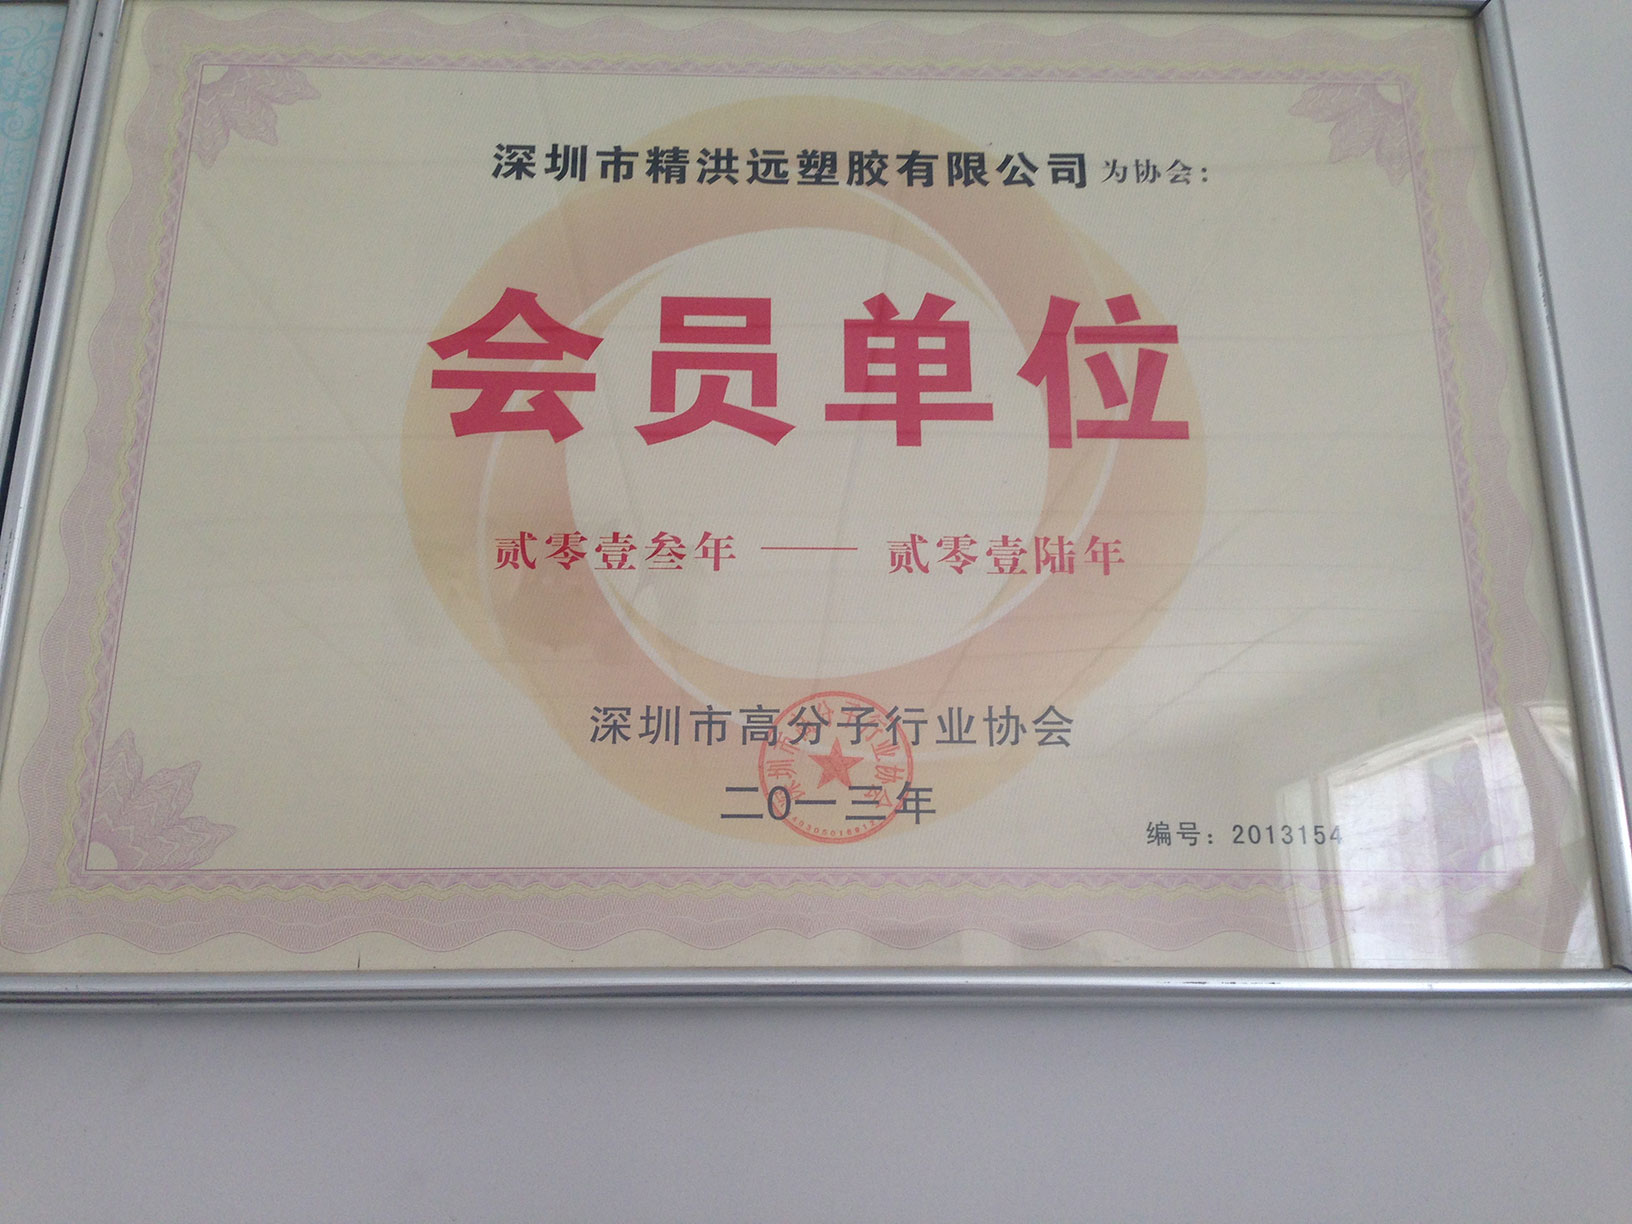 深圳市精洪远塑胶有限公司为协会：
会员单位
贰零壹叁年——贰零壹陆年
深圳市高分子行业协会
二〇一三年
编号：2013154